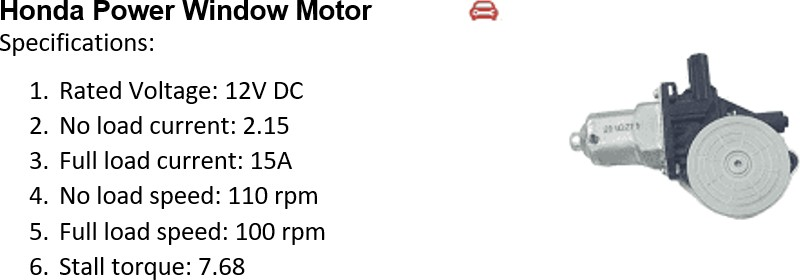 Honda Power Window Motor
Specifications:
1. Rated Voltage: 12V DC
2. No load current: 2.15
3. Full load current: 15A
4. No load speed: 110 rpm
5. Full load speed: 100 rpm
6. Stall torque: 7.68